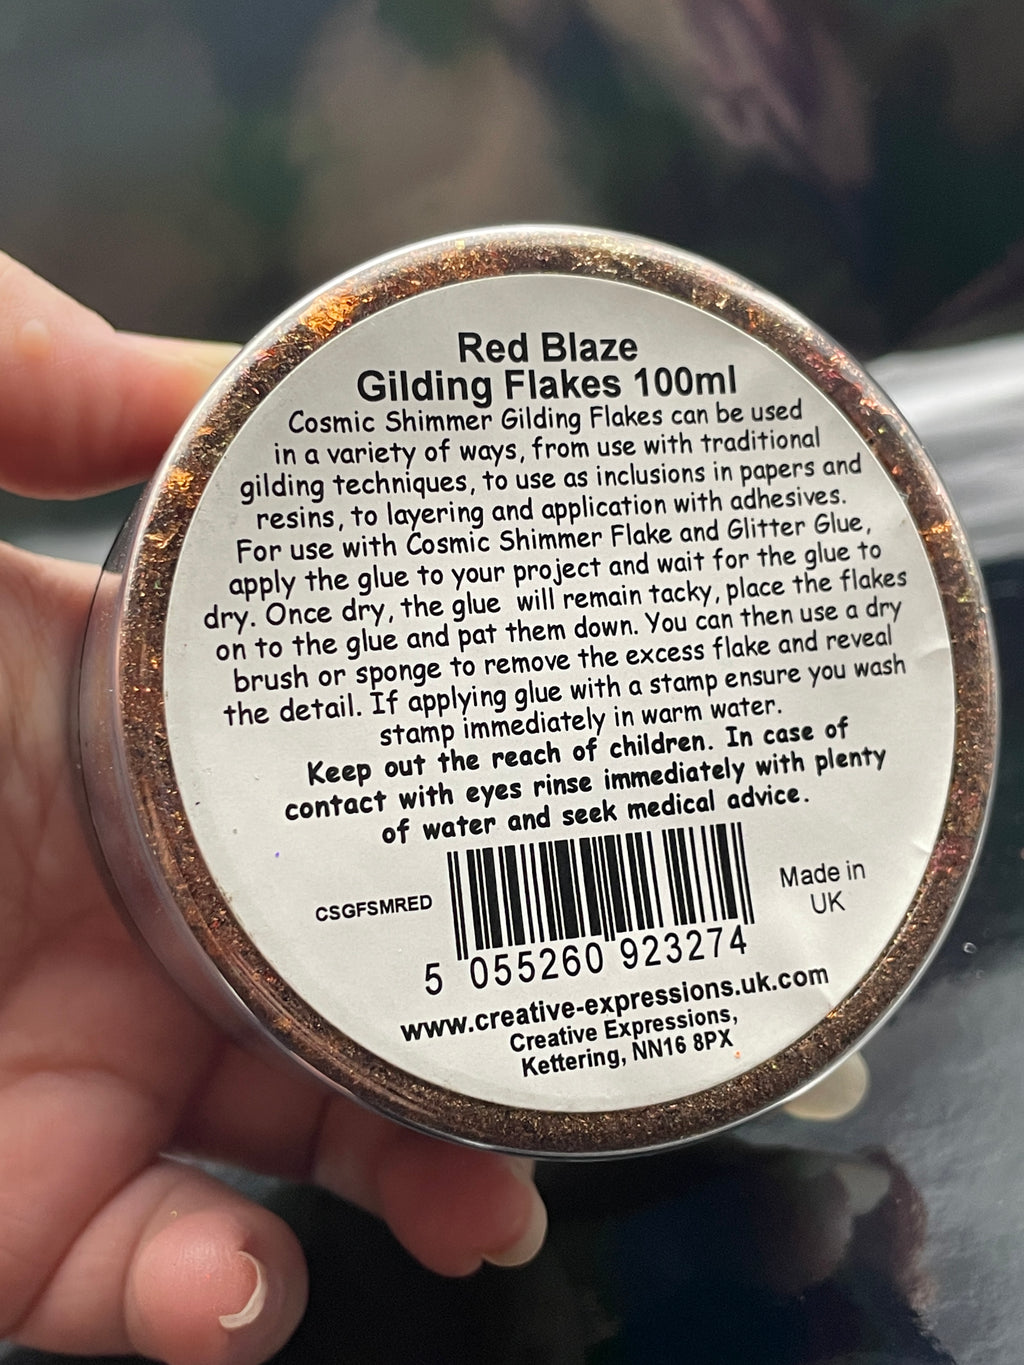 Red Blaze
Gilding Flakes 100ml
Cosmic Shimmer Gilding Flakes can be used
in a variety of ways, from use with traditional
gilding techniques, to use as inclusions in papers and
resins, to layering and application with adhesives.
For use with Cosmic Shimmer Flake and Glitter Glue,
apply the glue to your project and wait for the glue to
dry. Once dry, the glue will remain tacky, place the flakes
on to the glue and pat them down. You can then use a dry
brush or sponge to remove the excess flake and reveal
the detail. If applying glue with a stamp ensure you wash
stamp immediately in warm water.
Keep out the reach of children. In case of
contact with eyes rinse immediately with plenty
of water and seek medical advice.
CSGFSMRED
Made in
UK
5 055260 923274
www.creative-expressions.uk.com
Creative Expressions,
Kettering, NN16 8PX